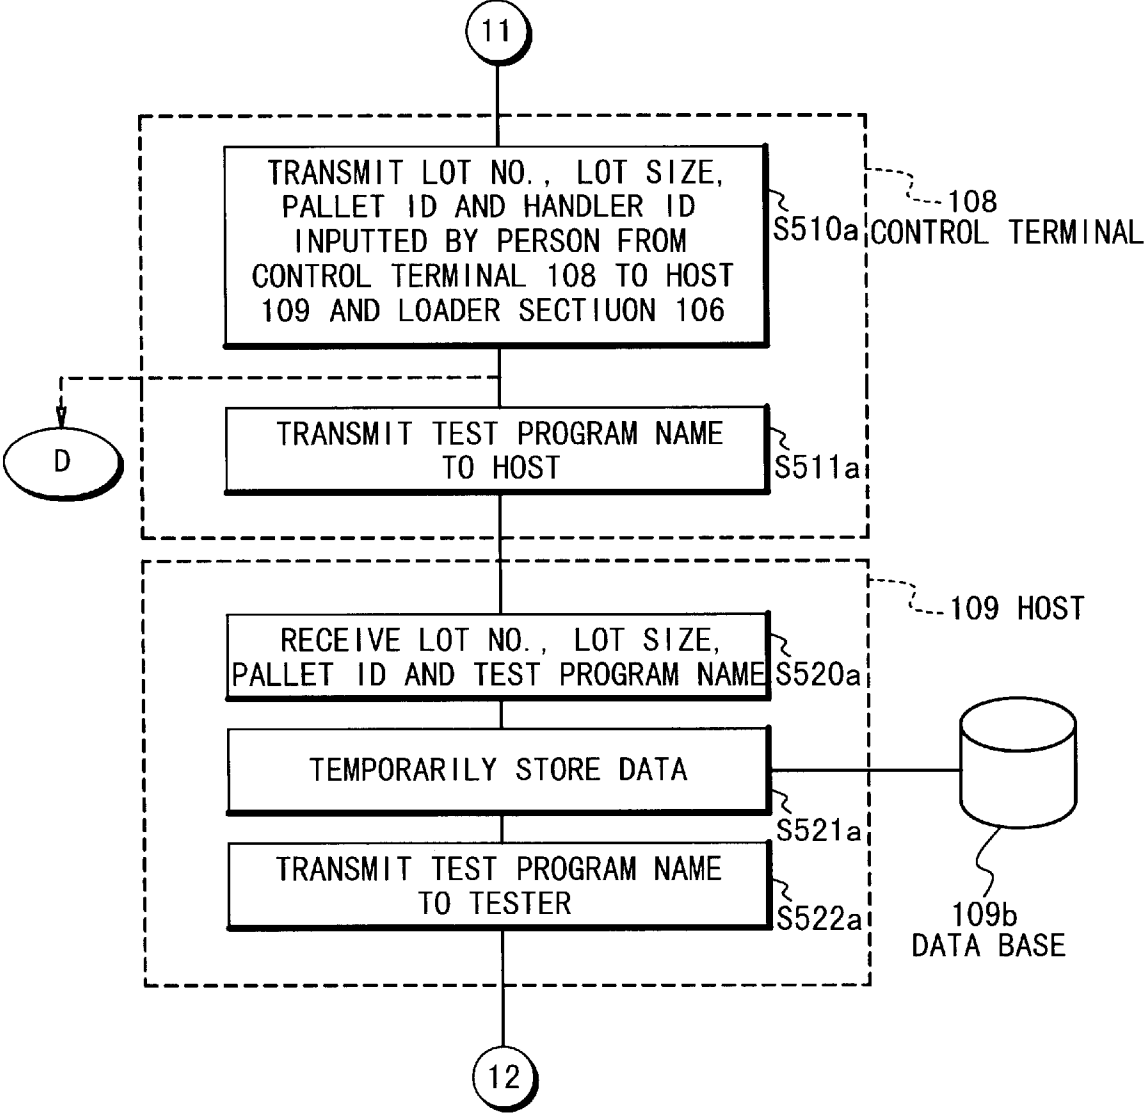 11
TRANSMIT LOT NO., LOT SIZE,
PALLET ID AND HANDLER ID
INPUTTED BY PERSON FROM
CONTROL TERMINAL 108 TO HOST
109 AND LOADER SECTIUON 106
S510a
108
CONTROL TERMINAL
D
TRANSMIT TEST PROGRAM NAME
TO HOST
S511a
109 HOST
RECEIVE LOT NO., LOT SIZE,
PALLET ID AND TEST PROGRAM NAME
S520a
TEMPORARILY STORE DATA
S521a
TRANSMIT TEST PROGRAM NAME
TO TESTER
S522a
109b
DATA BASE
12